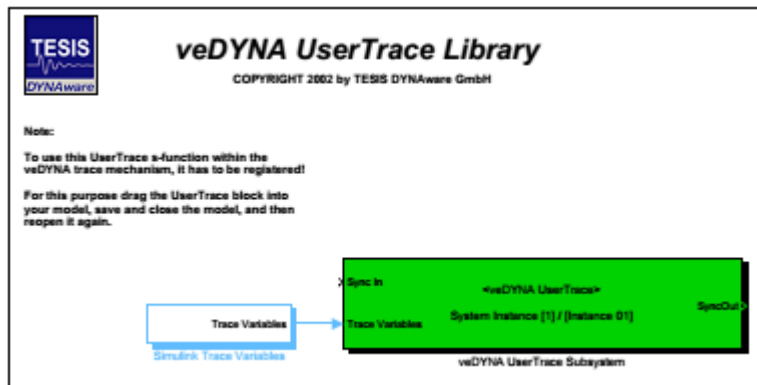 TESIS
DYNAware
veDYNA UserTrace Library
COPYRIGHT 2002 by TESIS DYNAware GmbH
Note:
To use this UserTrace s-function within the
veDYNA trace mechanism, it has to be registered!
For this purpose drag the UserTrace block into
your model, save and close the model, and then
reopen it again.
Sync In
<veDYNA UserTrace>
SyncOut
System Instance [1] / [Instance 01]
Trace Variables
Trace Variables
Simulink Trace Variables
veDYNA UserTrace Subsystem